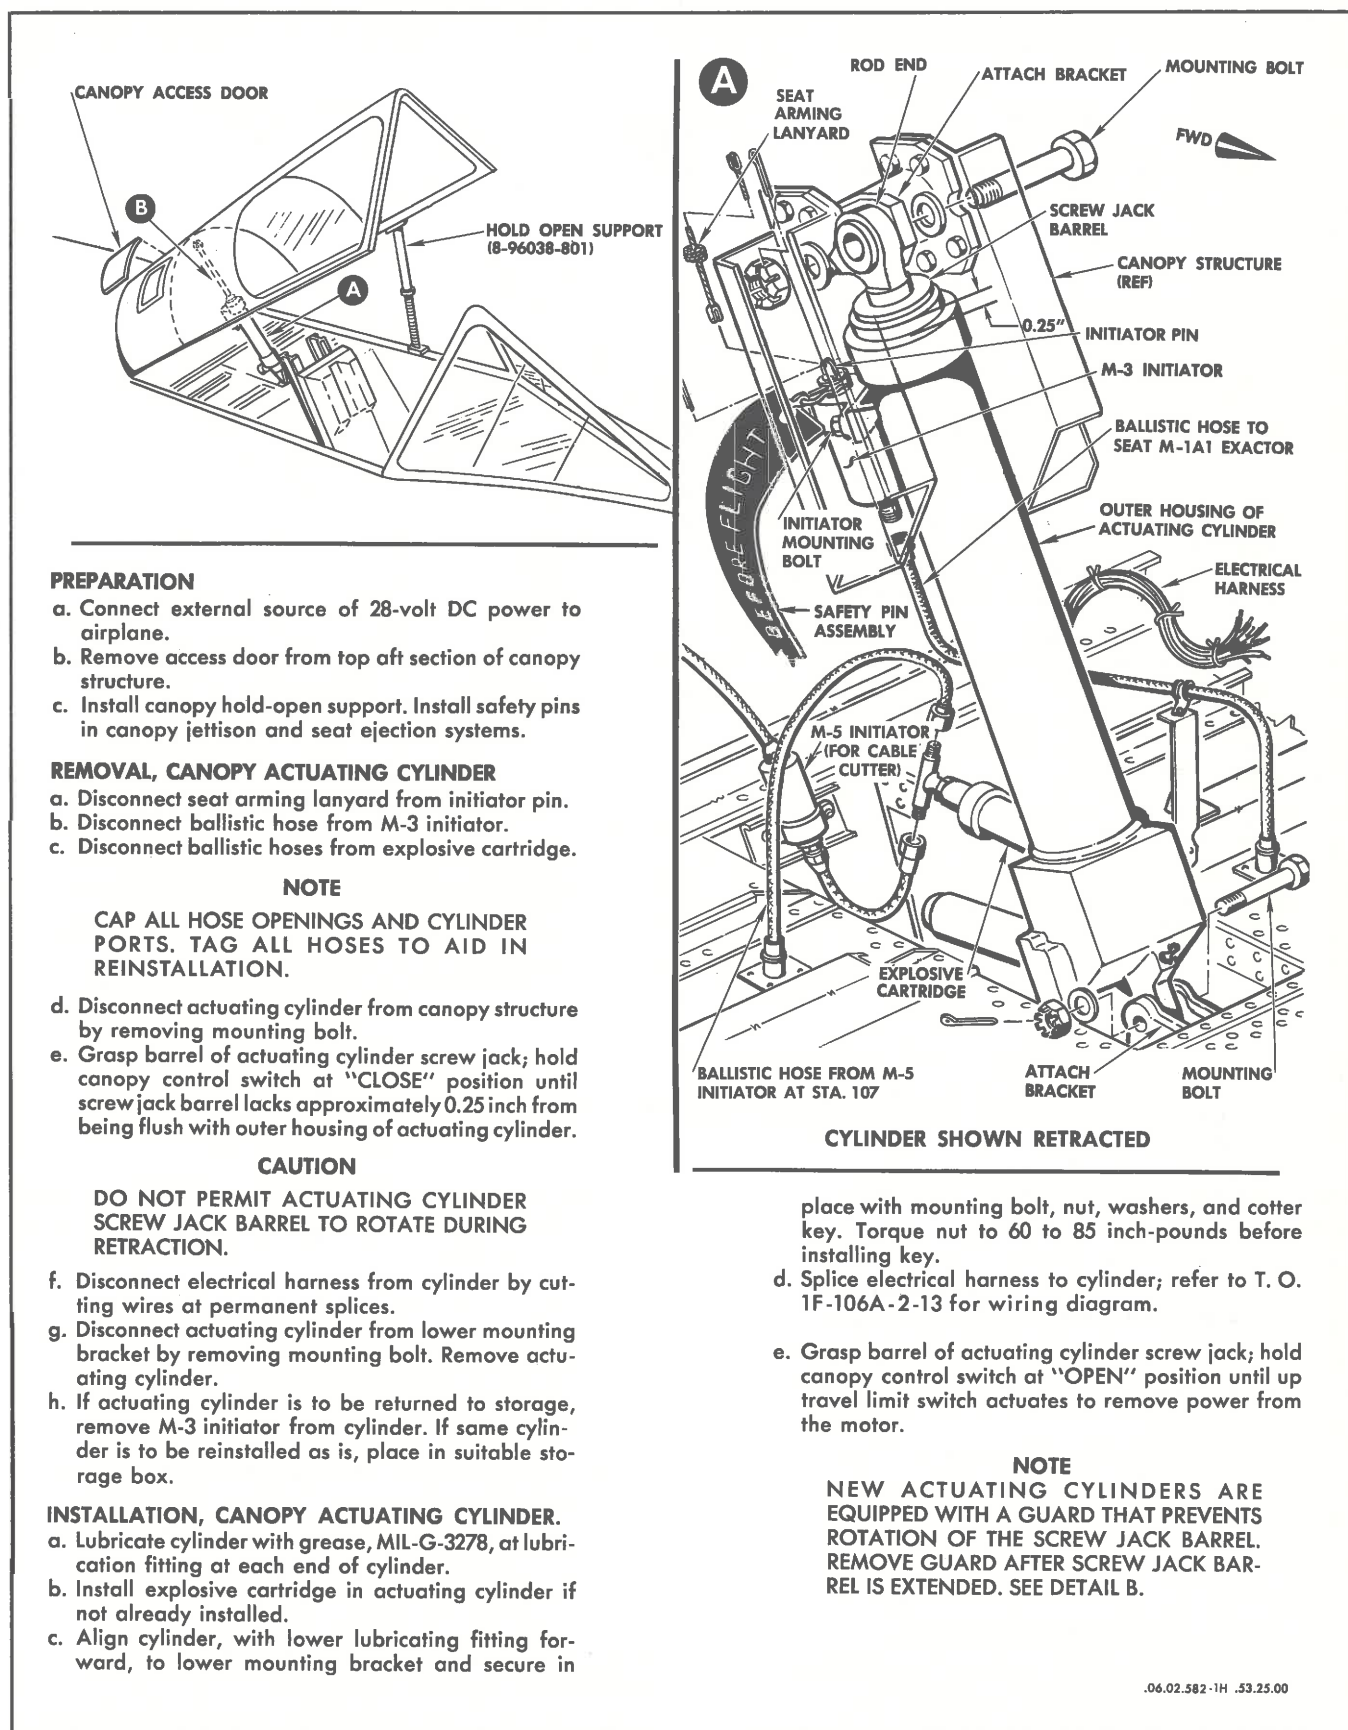 CANOPY ACCESS DOOR
B
HOLD OPEN SUPPORT
(8-96038-801)
A
A
ROD END
ATTACH BRACKET
MOUNTING BOLT
SEAT
ARMING
LANYARD
FWD
SCREW JACK
BARREL
CANOPY STRUCTURE
(REF)
0.25"
INITIATOR PIN
M-3 INITIATOR
BALLISTIC HOSE TO
SEAT M-1A1 EXACTOR
BEFORE FLIGHT
INITIATOR
MOUNTING
BOLT
OUTER HOUSING OF
ACTUATING CYLINDER
ELECTRICAL
HARNESS
SAFETY PIN
ASSEMBLY
M-5 INITIATOR
(FOR CABLE
CUTTER)
EXPLOSIVE
CARTRIDGE
BALLISTIC HOSE FROM M-5
INITIATOR AT STA. 107
ATTACH
BRACKET
MOUNTING
BOLT
CYLINDER SHOWN RETRACTED
PREPARATION
a. Connect external source of 28-volt DC power to
airplane.
b. Remove access door from top aft section of canopy
structure.
c. Install canopy hold-open support. Install safety pins
in canopy jettison and seat ejection systems.
REMOVAL, CANOPY ACTUATING CYLINDER
a. Disconnect seat arming lanyard from initiator pin.
b. Disconnect ballistic hose from M-3 initiator.
c. Disconnect ballistic hoses from explosive cartridge.
NOTE
CAP ALL HOSE OPENINGS AND CYLINDER
PORTS. TAG ALL HOSES TO AID IN
REINSTALLATION.
d. Disconnect actuating cylinder from canopy structure
by removing mounting bolt.
e. Grasp barrel of actuating cylinder screw jack; hold
canopy control switch at "CLOSE" position until
screw jack barrel lacks approximately 0.25 inch from
being flush with outer housing of actuating cylinder.
CAUTION
DO NOT PERMIT ACTUATING CYLINDER
SCREW JACK BARREL TO ROTATE DURING
RETRACTION.
f. Disconnect electrical harness from cylinder by cut-
ting wires at permanent splices.
g. Disconnect actuating cylinder from lower mounting
bracket by removing mounting bolt. Remove actu-
ating cylinder.
h. If actuating cylinder is to be returned to storage,
remove M-3 initiator from cylinder. If same cylin-
der is to be reinstalled as is, place in suitable sto-
rage box.
INSTALLATION, CANOPY ACTUATING CYLINDER.
a. Lubricate cylinder with grease, MIL-G-3278, at lubri-
cation fitting at each end of cylinder.
b. Install explosive cartridge in actuating cylinder if
not already installed.
c. Align cylinder, with lower lubricating fitting for-
ward, to lower mounting bracket and secure in
place with mounting bolt, nut, washers, and cotter
key. Torque nut to 60 to 85 inch-pounds before
installing key.
d. Splice electrical harness to cylinder; refer to T. O.
1F-106A-2-13 for wiring diagram.
e. Grasp barrel of actuating cylinder screw jack; hold
canopy control switch at "OPEN" position until up
travel limit switch actuates to remove power from
the motor.
NOTE
NEW ACTUATING CYLINDERS ARE
EQUIPPED WITH A GUARD THAT PREVENTS
ROTATION OF THE SCREW JACK BARREL.
REMOVE GUARD AFTER SCREW JACK BAR-
REL IS EXTENDED. SEE DETAIL B.
.06.02.582-1H .53.25.00